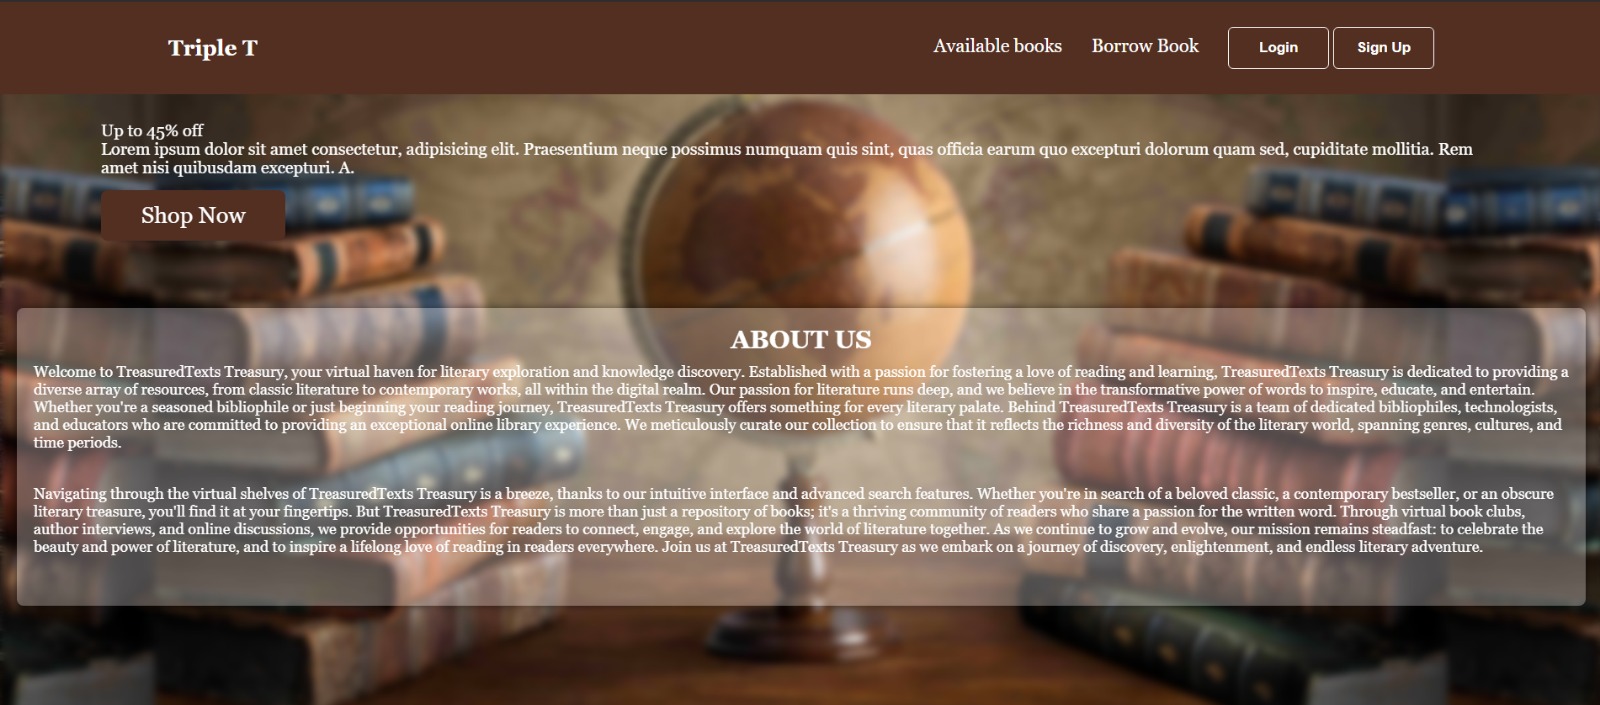 Triple T
Available books
Borrow Book
Login
Sign Up
Up to 45% off
Lorem ipsum dolor sit amet consectetur, adipisicing elit. Praesentium neque possimus numquam quis sint, quas officia earum quo excepturi dolorum quam sed, cupiditate mollitia. Rem
amet nisi quibusdam excepturi. A.
Shop Now
ABOUT US
Welcome to TreasuredTexts Treasury, your virtual haven for literary exploration and knowledge discovery. Established with a passion for fostering a love of reading and learning, TreasuredTexts Treasury is dedicated to providing a
diverse array of resources, from classic literature to contemporary works, all within the digital realm. Our passion for literature runs deep, and we believe in the transformative power of words to inspire, educate, and entertain.
Whether you're a seasoned bibliophile or just beginning your reading journey, TreasuredTexts Treasury offers something for every literary palate. Behind TreasuredTexts Treasury is a team of dedicated bibliophiles, technologists,
and educators who are committed to providing an exceptional online library experience. We meticulously curate our collection to ensure that it reflects the richness and diversity of the literary world, spanning genres, cultures, and
time periods.
Navigating through the virtual shelves of TreasuredTexts Treasury is a breeze, thanks to our intuitive interface and advanced search features. Whether you're in search of a beloved classic, a contemporary bestseller, or an obscure
literary treasure, you'll find it at your fingertips. But TreasuredTexts Treasury is more than just a repository of books; it's a thriving community of readers who share a passion for the written word. Through virtual book clubs,
author interviews, and online discussions, we provide opportunities for readers to connect, engage, and explore the world of literature together. As we continue to grow and evolve, our mission remains steadfast: to celebrate the
beauty and power of literature, and to inspire a lifelong love of reading in readers everywhere. Join us at TreasuredTexts Treasury as we embark on a journey of discovery, enlightenment, and endless literary adventure.